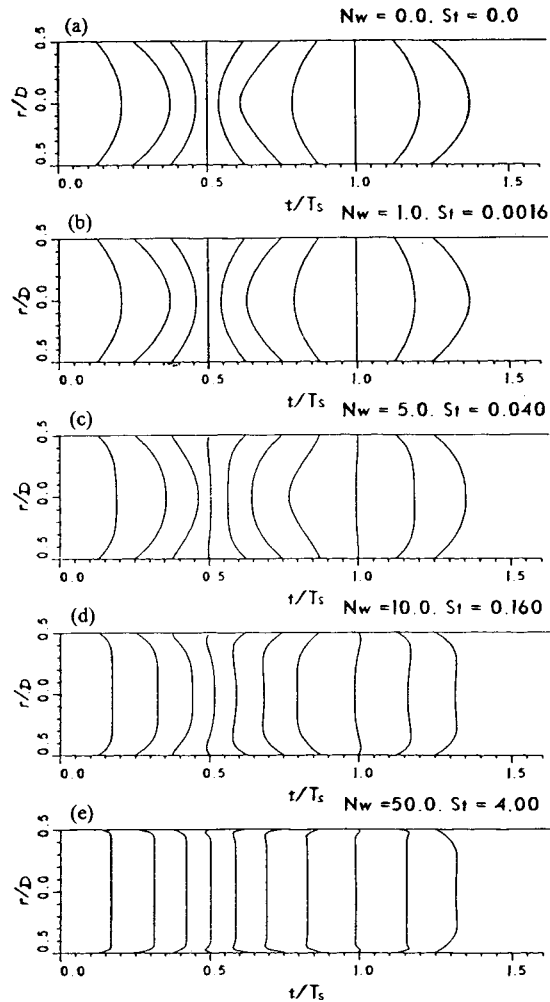 (a) Nw = 0.0. St = 0.0
0.5
r/D
0.0
0.5
0.0 0.5 1.0 1.5
t/Ts
(b) Nw = 1.0. St = 0.0016
0.5
r/D
0.0
0.5
0.0 0.5 1.0 1.5
t/Ts
(c) Nw = 5.0. St = 0.040
0.5
r/D
0.0
0.5
0.0 0.5 1.0 1.5
t/Ts
(d) Nw =10.0. St = 0.160
0.5
r/D
0.0
0.5
0.0 0.5 1.0 1.5
t/Ts
(e) Nw =50.0. St = 4.00
0.5
r/D
0.0
0.5
0.0 0.5 1.0 1.5
t/Ts